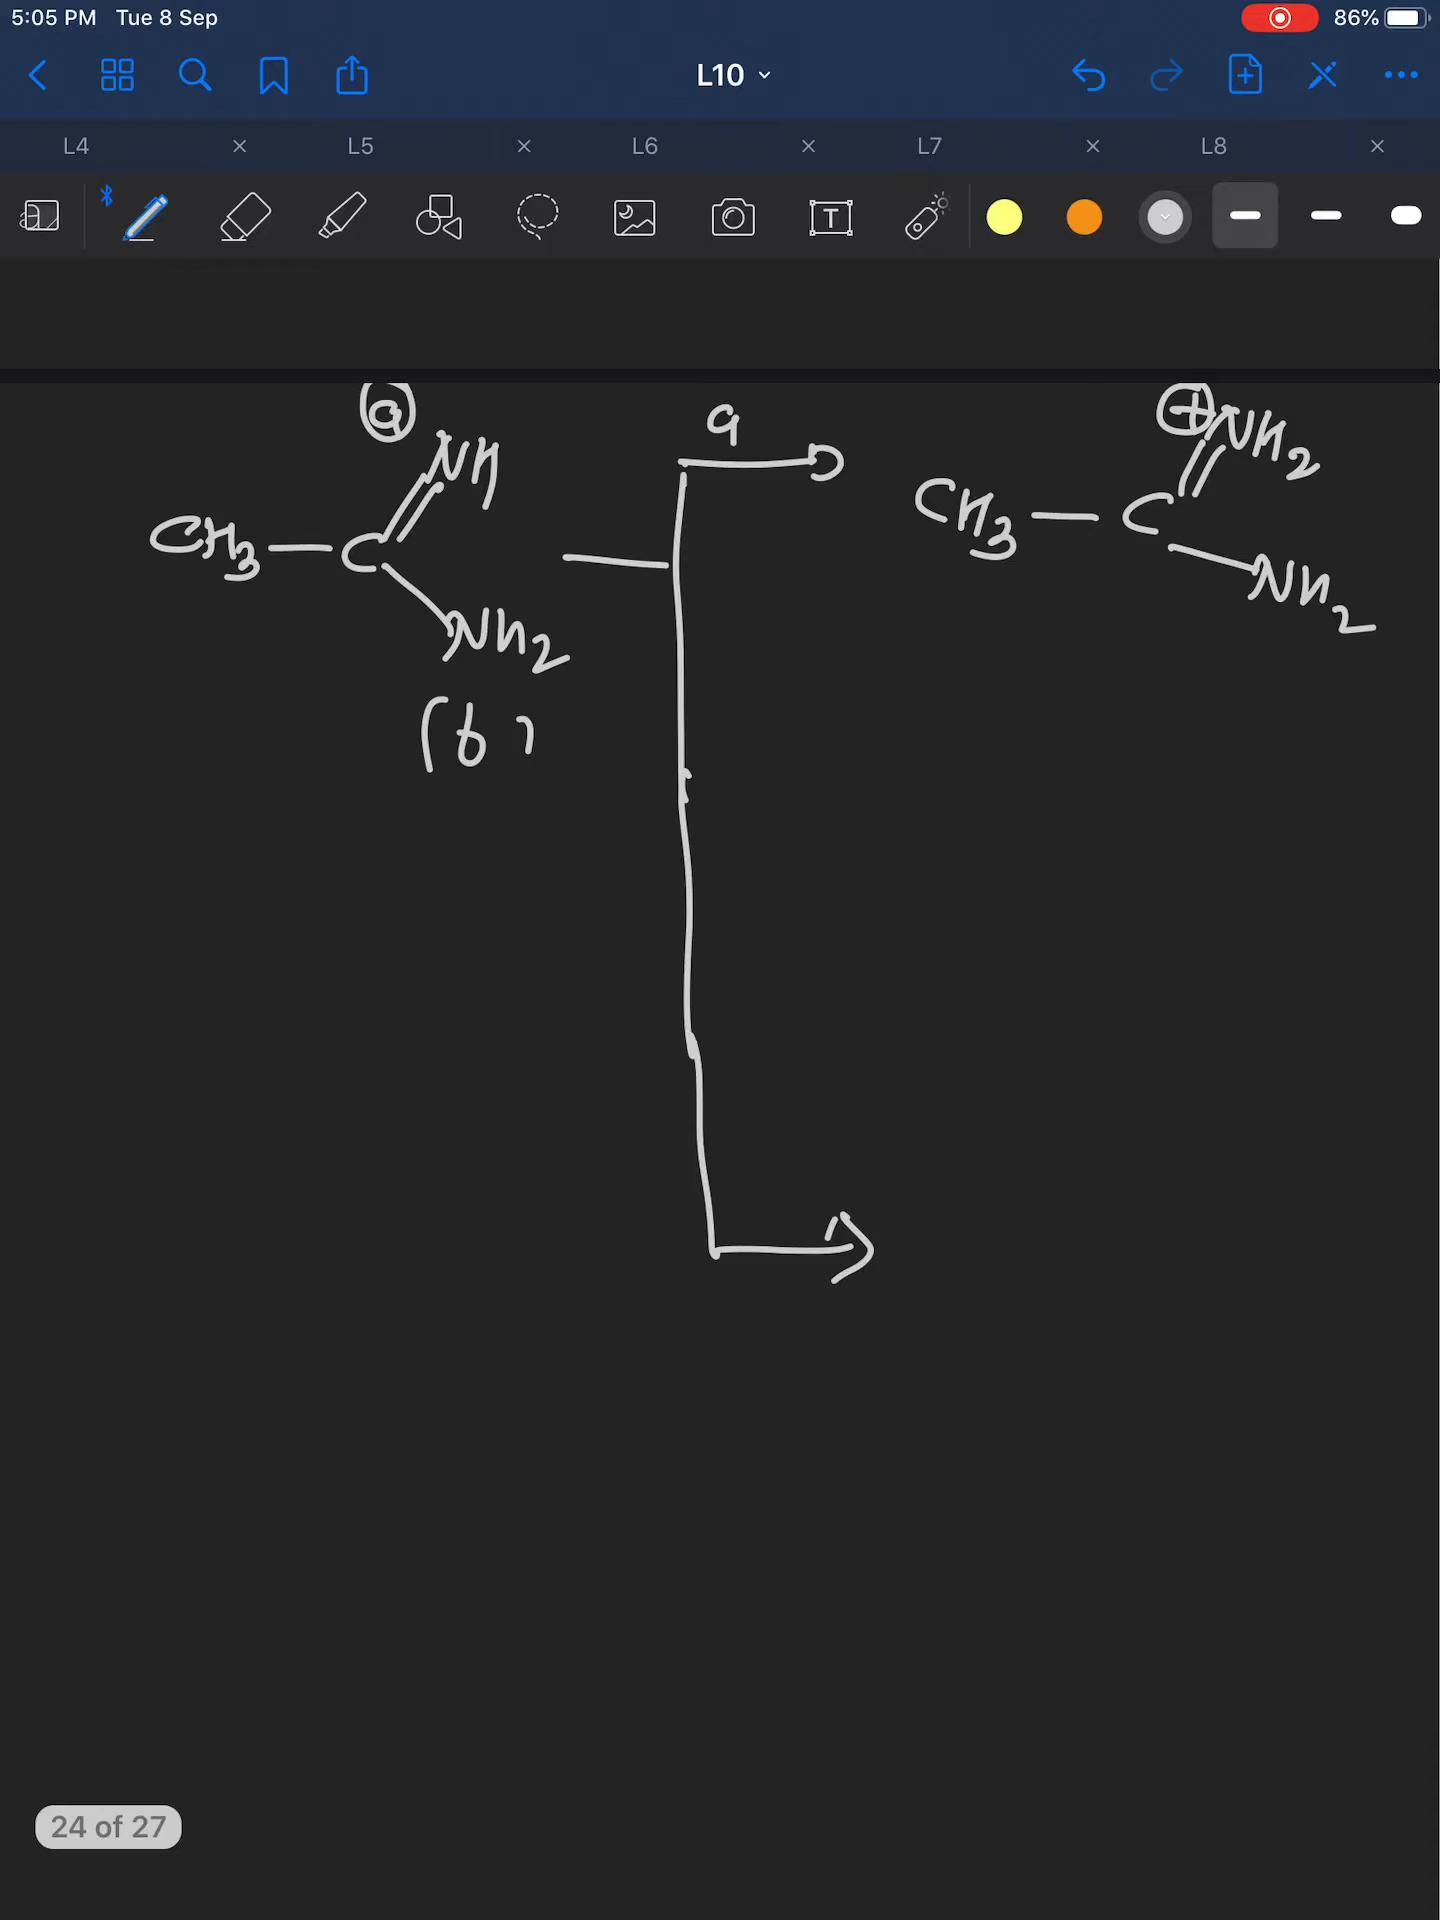 5:05 PM Tue 8 Sep 86%
L10
L4 L5 L6 L7 L8
T
a
NH
CH3 — C
NH2
(b)
a
+
NH2
CH3 — C
NH2
24 of 27